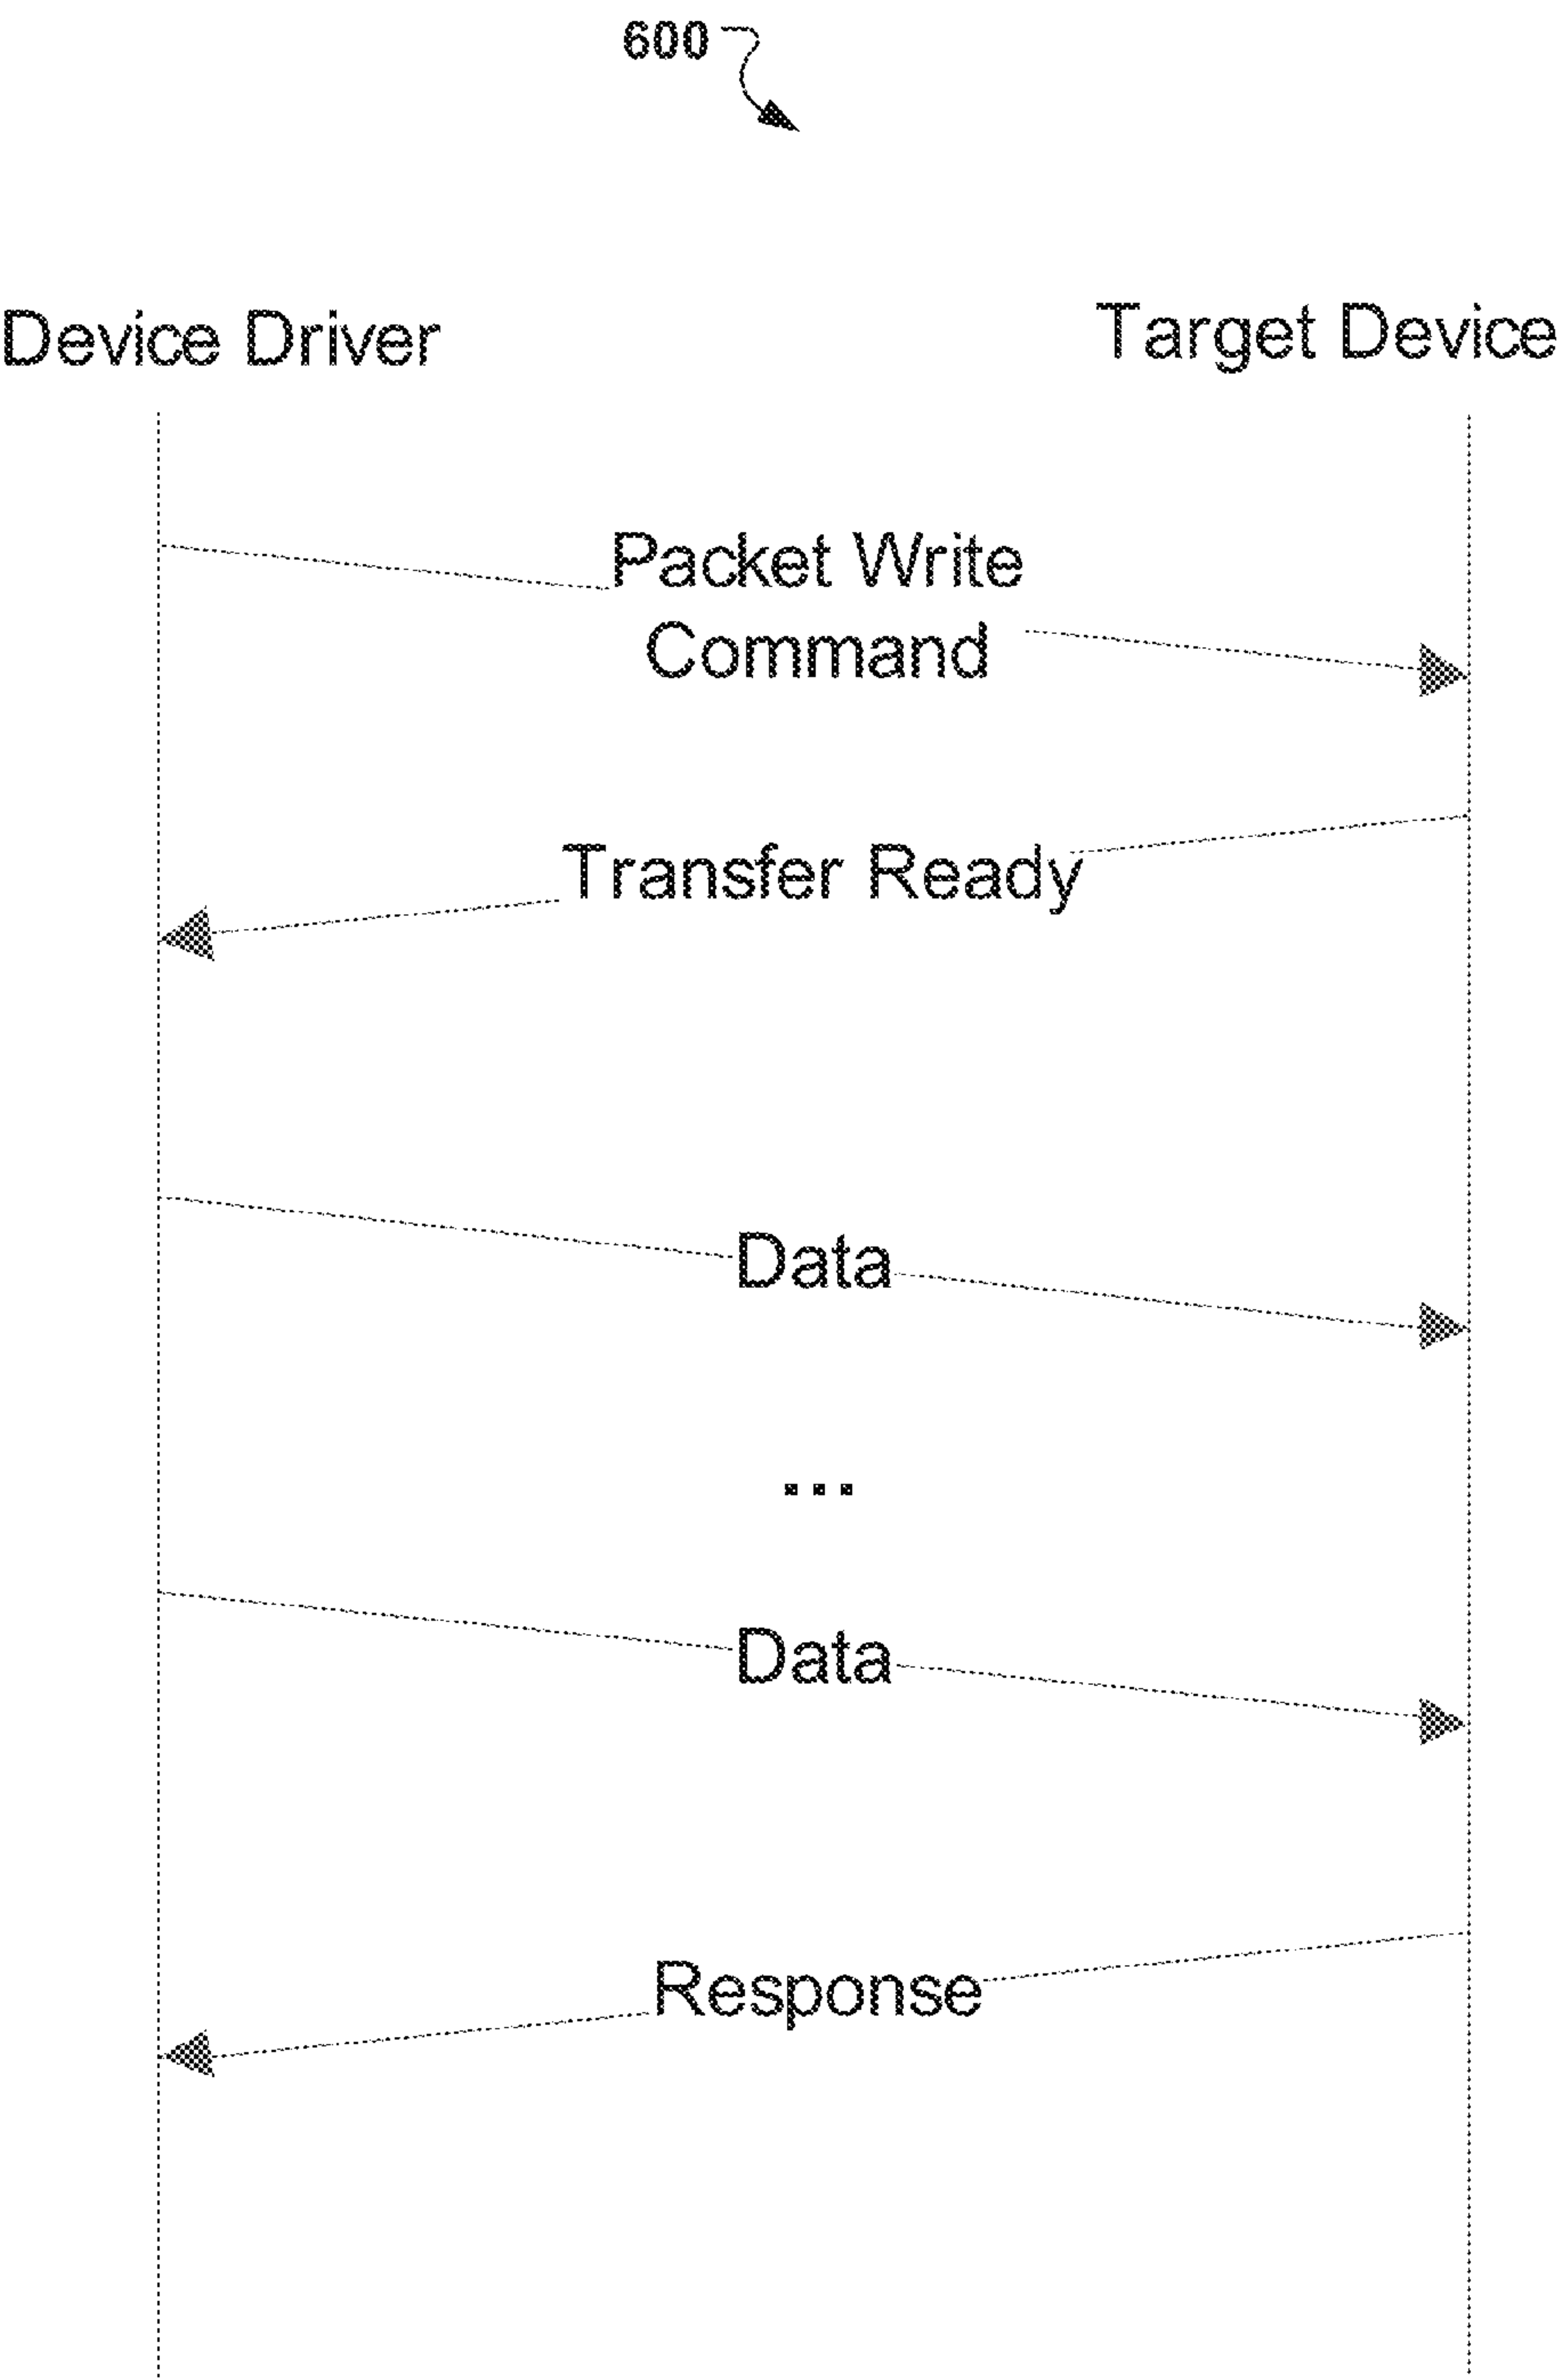 600
Device Driver
Target Device
Packet Write
Command
Transfer Ready
Data
...
Data
Response